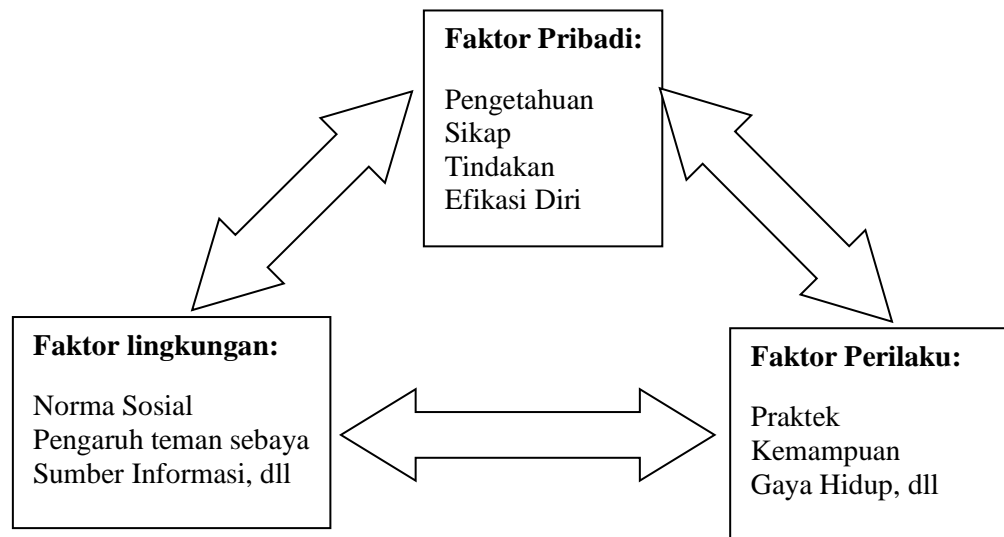 Faktor Pribadi:
Pengetahuan
Sikap
Tindakan
Efikasi Diri
Faktor lingkungan:
Norma Sosial
Pengaruh teman sebaya
Sumber Informasi, dll
Faktor Perilaku:
Praktek
Kemampuan
Gaya Hidup, dll